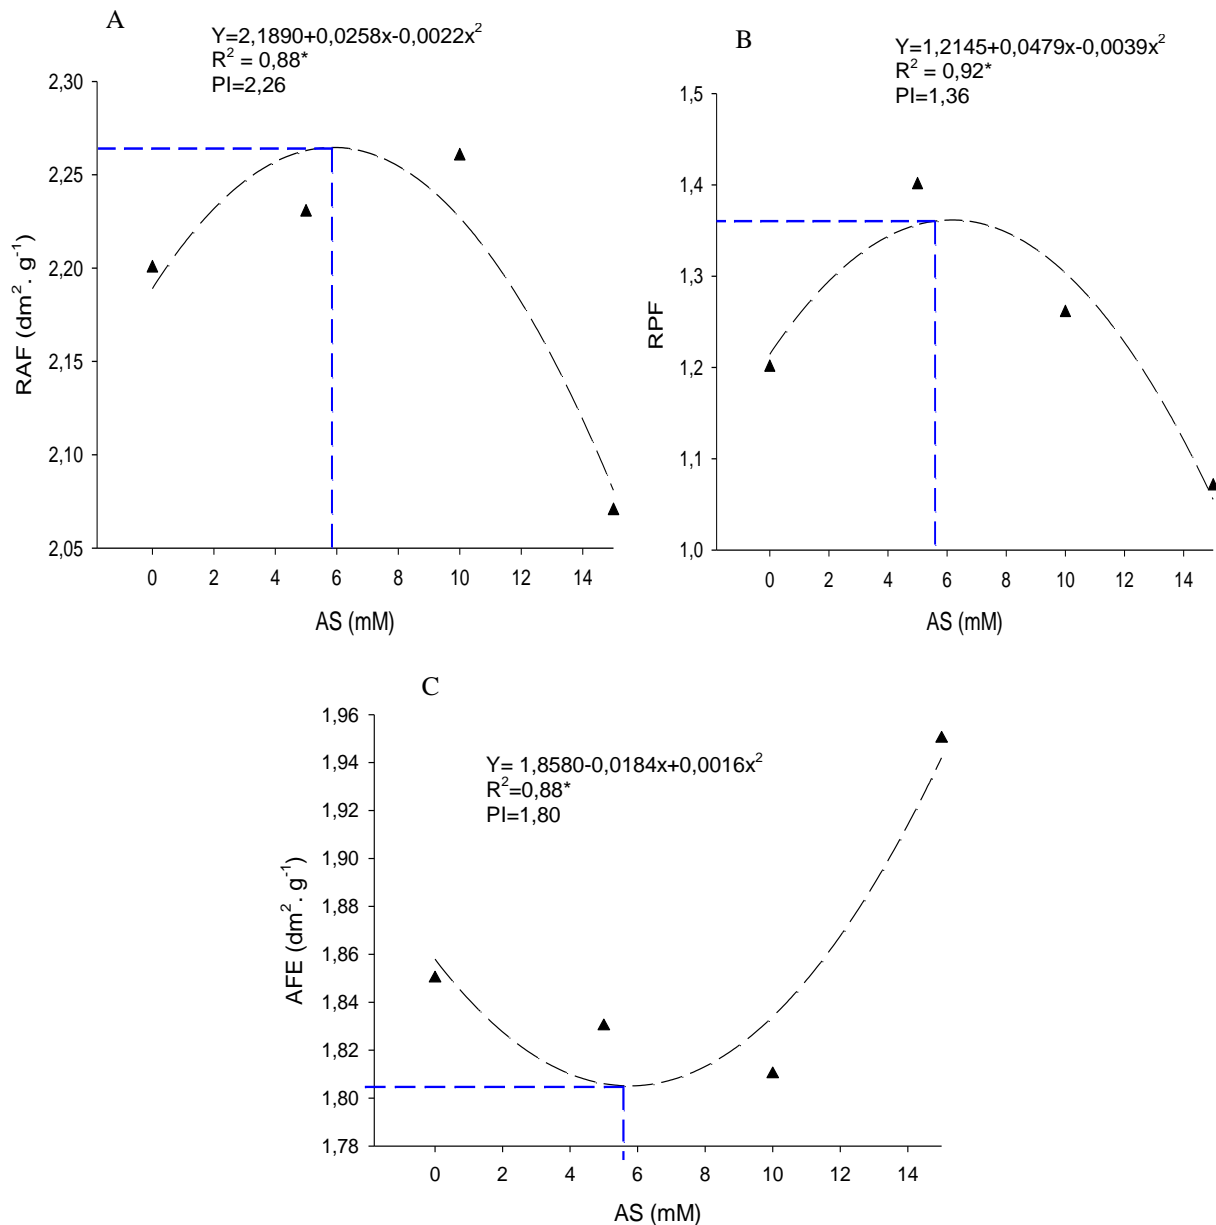 A
Y=2,1890+0,0258x-0,0022x²
R² = 0,88*
PI=2,26
2,30
2,25
2,20
2,15
2,10
2,05
RAF (dm². g⁻¹)
0 2 4 6 8 10 12 14
AS (mM)
B
Y=1,2145+0,0479x-0,0039x²
R² = 0,92*
PI=1,36
1,5
1,4
1,3
1,2
1,1
1,0
RPF
0 2 4 6 8 10 12 14
AS (mM)
C
Y= 1,8580-0,0184x+0,0016x²
R²=0,88*
PI=1,80
1,96
1,94
1,92
1,90
1,88
1,86
1,84
1,82
1,80
1,78
AFE (dm². g⁻¹)
0 2 4 6 8 10 12 14
AS (mM)